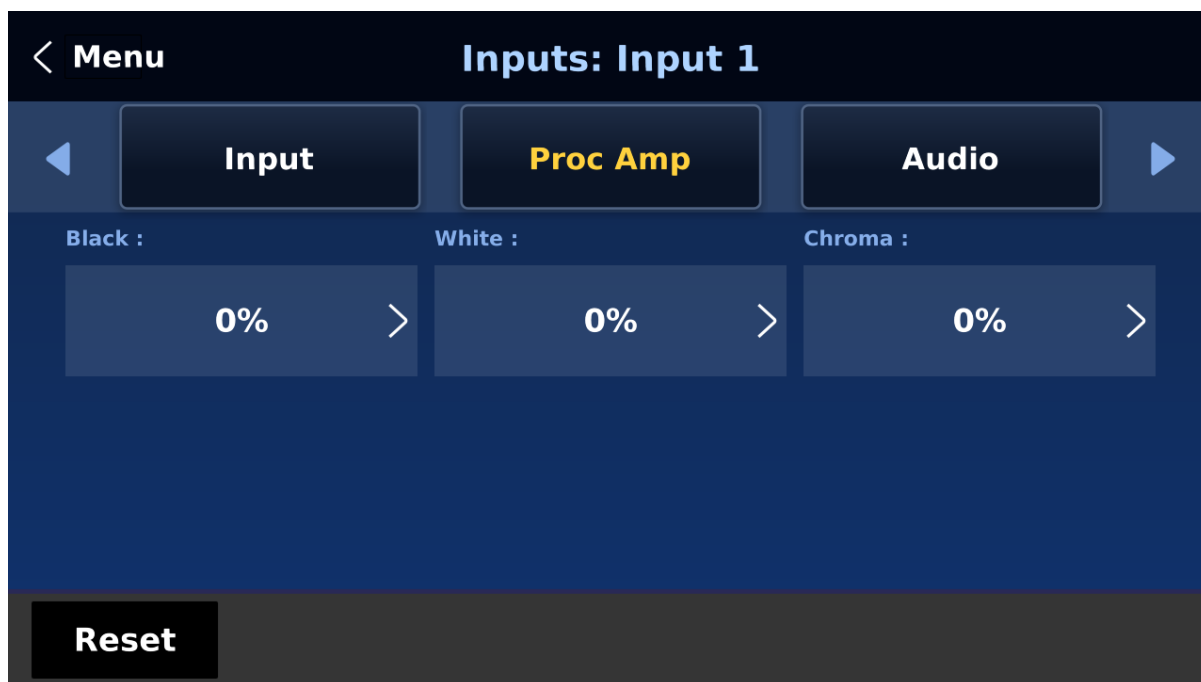 Menu
Inputs: Input 1
Input
Proc Amp
Audio
Black :
White :
Chroma :
0%
0%
0%
Reset